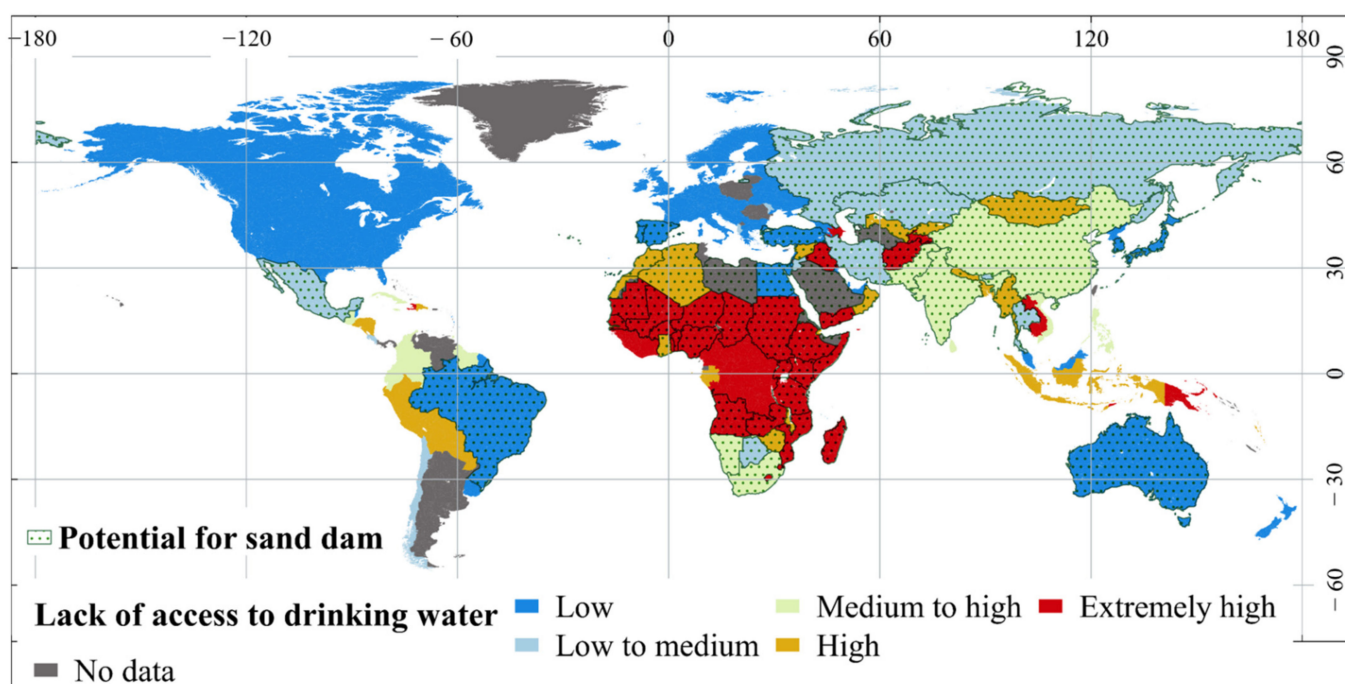 −180 −120 −60 0 60 120 180
90
60
30
0
−30
−60
Potential for sand dam
Lack of access to drinking water
Low
Medium to high
Extremely high
Low to medium
High
No data